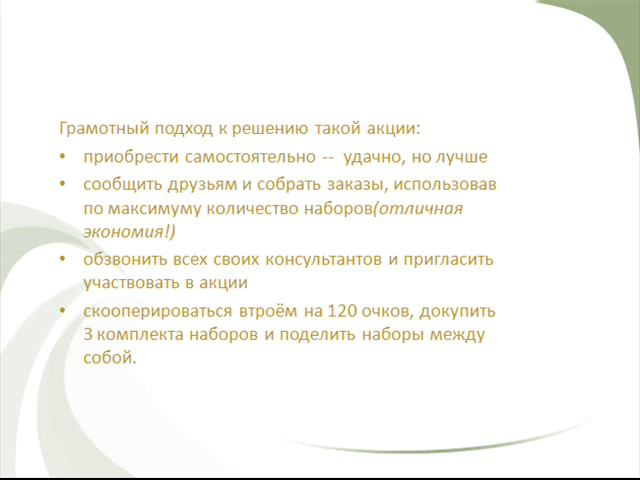 Грамотный подход к решению такой акции:
• приобрести самостоятельно -- удачно, но лучше
• сообщить друзьям и собрать заказы, использовав
по максимуму количество наборов(отличная
экономия!)
• обзвонить всех своих консультантов и пригласить
участвовать в акции
• скооперироваться втроём на 120 очков, докупить
3 комплекта наборов и поделить наборы между
собой.